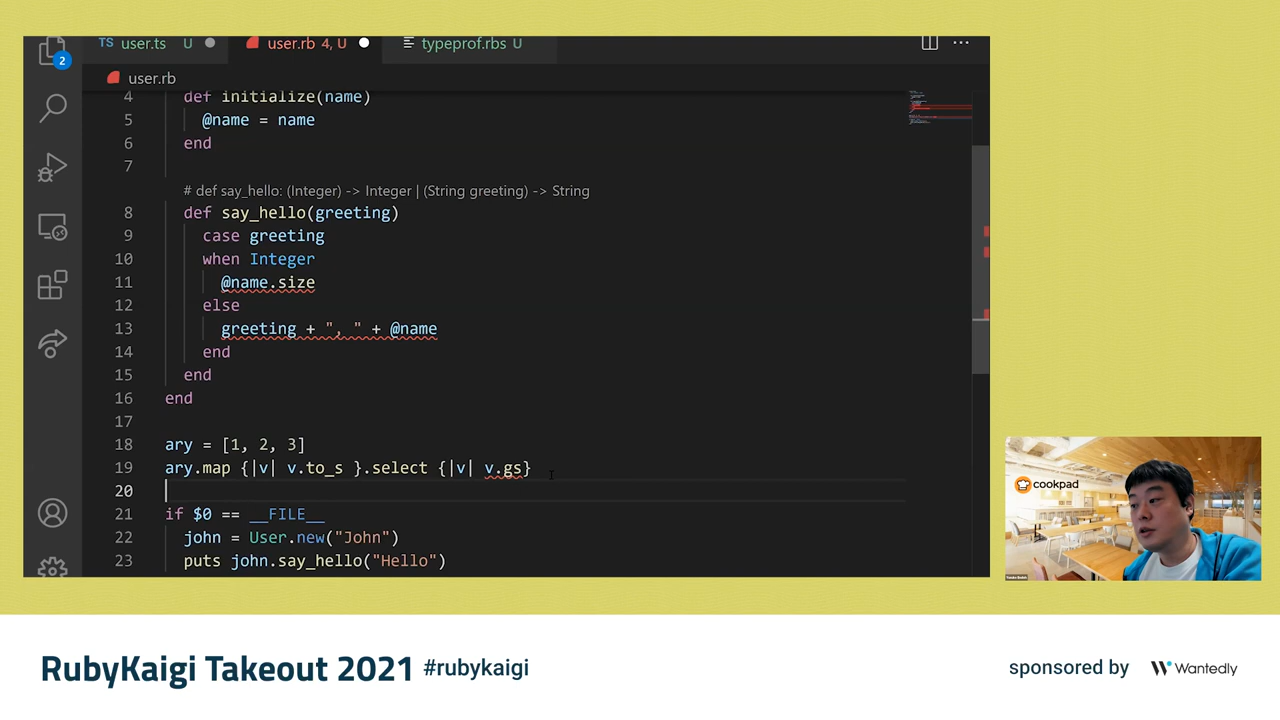 TS user.ts U
user.rb 4, U
typeprof.rbs U
2
user.rb
4 def initialize(name)
5 @name = name
6 end
7
# def say_hello: (Integer) -> Integer | (String greeting) -> String
8 def say_hello(greeting)
9 case greeting
10 when Integer
11 @name.size
12 else
13 greeting + ", " + @name
14 end
15 end
16 end
17
18 ary = [1, 2, 3]
19 ary.map {|v| v.to_s }.select {|v| v.gs}
20
21 if $0 == __FILE__
22 john = User.new("John")
23 puts john.say_hello("Hello")
cookpad
RubyKaigi Takeout 2021 #rubykaigi
sponsored by Wantedly